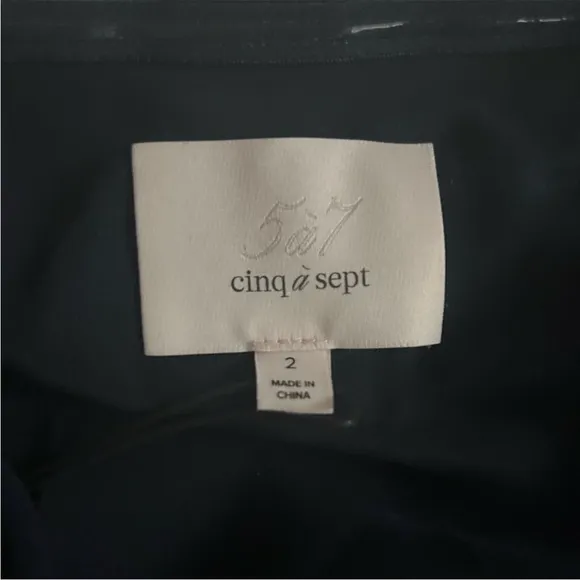 5à7
cinq à sept
2
MADE IN
CHINA